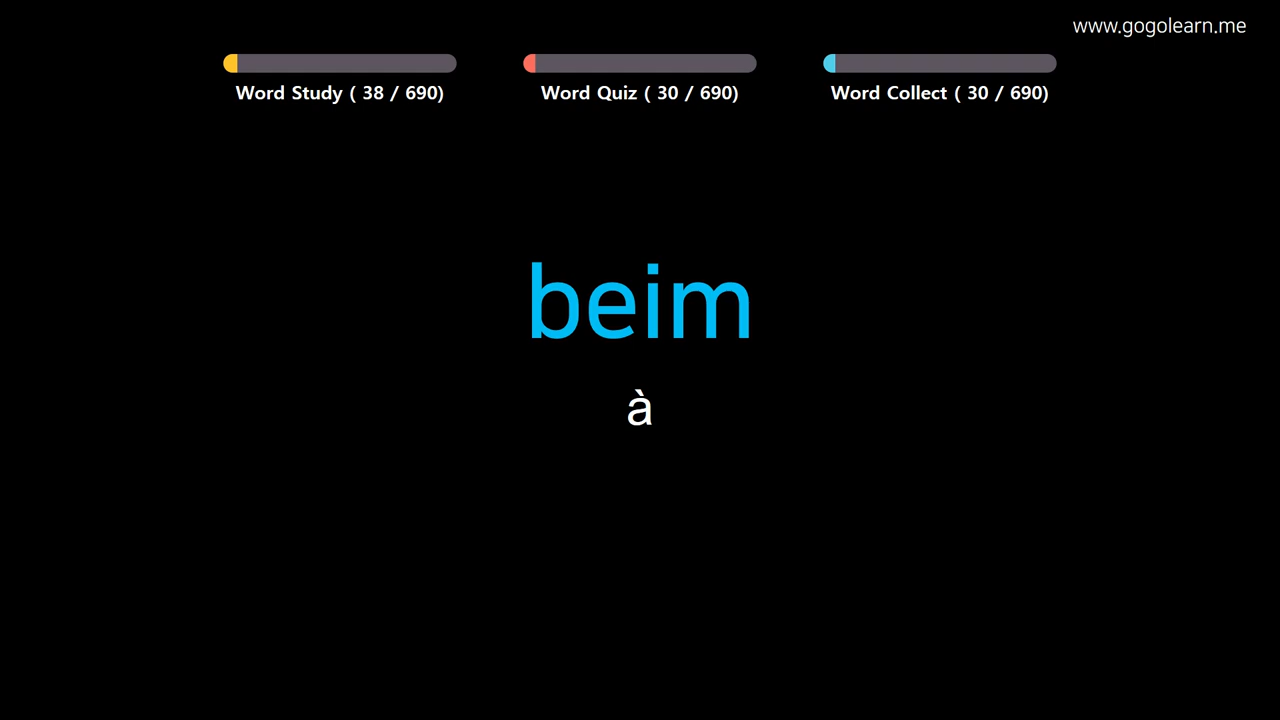 www.gogolearn.me
Word Study ( 38 / 690)
Word Quiz ( 30 / 690)
Word Collect ( 30 / 690)
beim
à